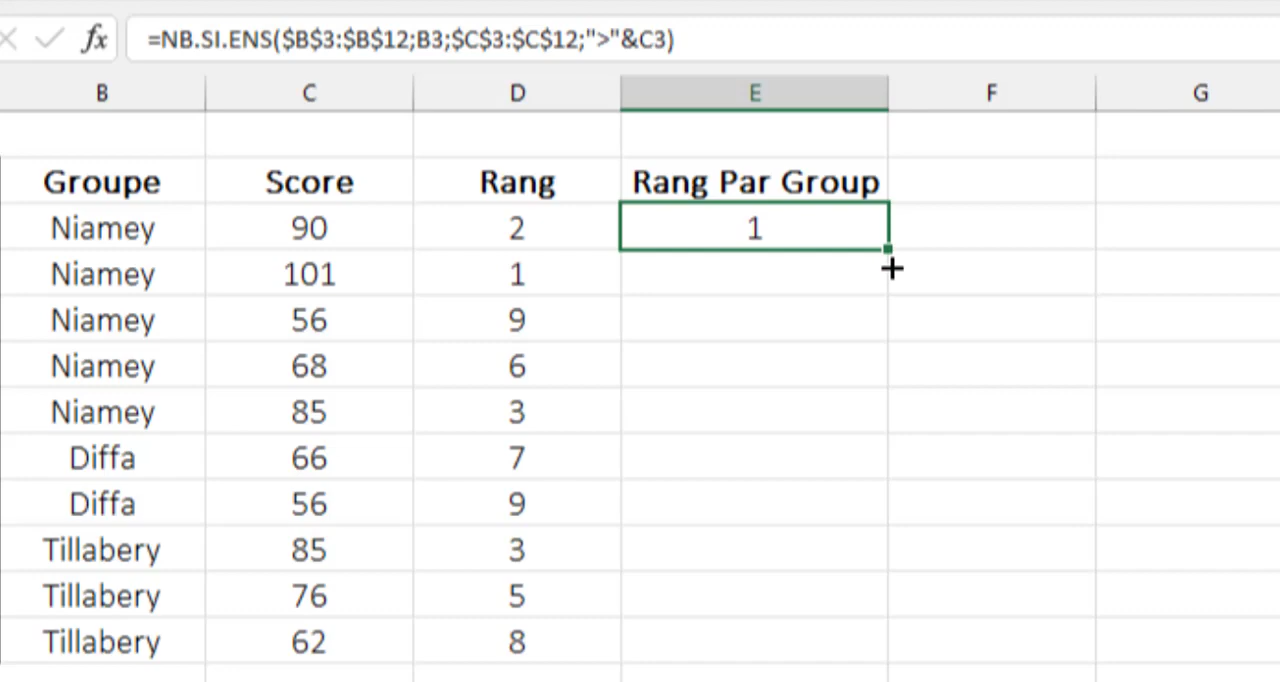 fx =NB.SI.ENS($B$3:$B$12;B3;$C$3:$C$12;">"&C3)
B C D E F G
Groupe Score Rang Rang Par Group
Niamey 90 2 1
Niamey 101 1
Niamey 56 9
Niamey 68 6
Niamey 85 3
Diffa 66 7
Diffa 56 9
Tillabery 85 3
Tillabery 76 5
Tillabery 62 8